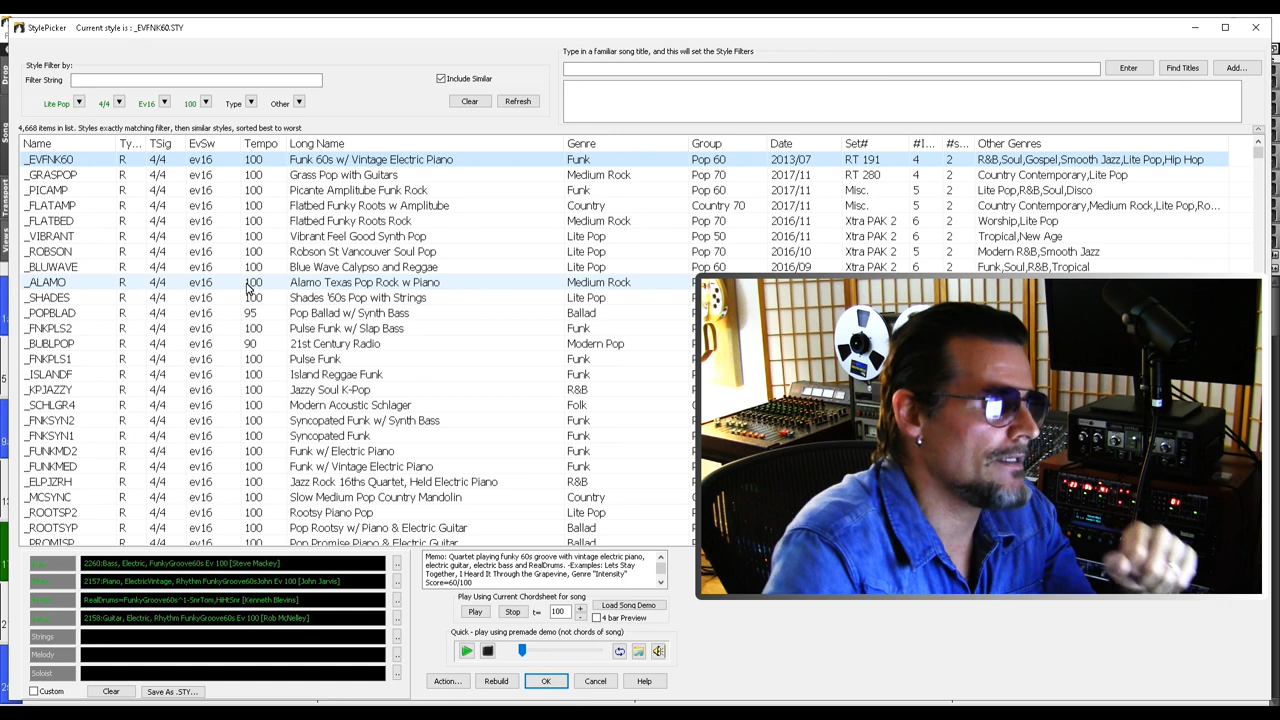 StylePicker Current style is : _EVFNK60.STY
Type in a familiar song title, and this will set the Style Filters
Style Filter by:
Filter String
Include Similar
Enter Find Titles Add...
Lite Pop 4/4 Ev16 100 Type Other Clear Refresh
4,668 items in list. Styles exactly matching filter, then similar styles, sorted best to worst
Name Ty... TSig EvSw Tempo Long Name Genre Group Date Set# #I... #s... Other Genres
_EVFNK60 R 4/4 ev16 100 Funk 60s w/ Vintage Electric Piano Funk Pop 60 2013/07 RT 191 4 2 R&B,Soul,Gospel,Smooth Jazz,Lite Pop,Hip Hop
_GRASPOP R 4/4 ev16 100 Grass Pop with Guitars Medium Rock Pop 70 2017/11 RT 280 4 2 Country Contemporary,Lite Pop
_PICAMP R 4/4 ev16 100 Picante Amplitube Funk Rock Funk Pop 60 2017/11 Misc. 5 2 Lite Pop,R&B,Soul,Disco
_FLATAMP R 4/4 ev16 100 Flatbed Funky Roots w/ Amplitube Country Country 70 2017/11 Misc. 5 2 Country Contemporary,Medium Rock,Lite Pop,Ro...
_FLATBED R 4/4 ev16 100 Flatbed Funky Roots Rock Medium Rock Pop 70 2016/11 Xtra PAK 2 6 2 Worship,Lite Pop
_VIBRANT R 4/4 ev16 100 Vibrant Feel Good Synth Pop Lite Pop Pop 50 2016/11 Xtra PAK 2 6 2 Tropical,New Age
_ROBSON R 4/4 ev16 100 Robson St Vancouver Soul Pop Lite Pop Pop 70 2016/10 Xtra PAK 2 5 2 Modern R&B,Smooth Jazz
_BLUWAVE R 4/4 ev16 100 Blue Wave Calypso and Reggae Lite Pop Pop 60 2016/09 Xtra PAK 2 6 2 Funk,Soul,R&B,Tropical
_ALAMO R 4/4 ev16 100 Alamo Texas Pop Rock w Piano Medium Rock
_SHADES R 4/4 ev16 100 Shades '60s Pop with Strings Lite Pop
_POPBLAD R 4/4 ev16 95 Pop Ballad w/ Synth Bass Ballad
_FNKPLS2 R 4/4 ev16 100 Pulse Funk w/ Slap Bass Funk
_BUBLPOP R 4/4 ev16 90 21st Century Radio Modern Pop
_FNKPLS1 R 4/4 ev16 100 Pulse Funk Funk
_ISLANDF R 4/4 ev16 100 Island Reggae Funk Funk
_KPJAZZY R 4/4 ev16 100 Jazzy Soul K-Pop R&B
_SCHLGR4 R 4/4 ev16 100 Modern Acoustic Schlager Folk
_FNKSYN2 R 4/4 ev16 100 Syncopated Funk w/ Synth Bass Funk
_FNKSYN1 R 4/4 ev16 100 Syncopated Funk Funk
_FUNKMD2 R 4/4 ev16 100 Funk w/ Electric Piano Funk
_FUNKMED R 4/4 ev16 100 Funk w/ Vintage Electric Piano Funk
_ELPJZRH R 4/4 ev16 100 Jazz Rock 16ths Quartet, Held Electric Piano R&B
_MCSYNC R 4/4 ev16 100 Slow Medium Pop Country Mandolin Country
_ROOTSP2 R 4/4 ev16 100 Rootsy Piano Pop Lite Pop
_ROOTSYP R 4/4 ev16 100 Pop Rootsy w/ Piano & Electric Guitar Ballad
_PROMISP R 4/4 ev16 100 Pop Promise Piano & Electric Guitar Ballad
2260:Bass, Electric, FunkyGroove60s Ev 100 [Steve Mackey]
2157:Piano, ElectricVintage, Rhythm FunkyGroove60sJohn Ev 100 [John Jarvis]
RealDrums=FunkyGroove60s^1-SnrToms,HiHtSnr [Kenneth Blevins]
2158:Guitar, Electric, Rhythm FunkyGroove60s Ev 100 [Rob McNelley]
Strings
Melody
Soloist
Custom Clear Save As .STY...
Memo: Quartet playing funky 60s groove with vintage electric piano,
electric guitar, electric bass and RealDrums. -Examples: Lets Stay
Together, I Heard It Through the Grapevine, Genre "Intensity"
Score=60/100
Play Using Current Chordsheet for song
Play Stop t= 100 + - Load Song Demo
4 bar Preview
Quick - play using premade demo (not chords of song)
Action... Rebuild OK Cancel Help
Drop
Song
Transport
Views